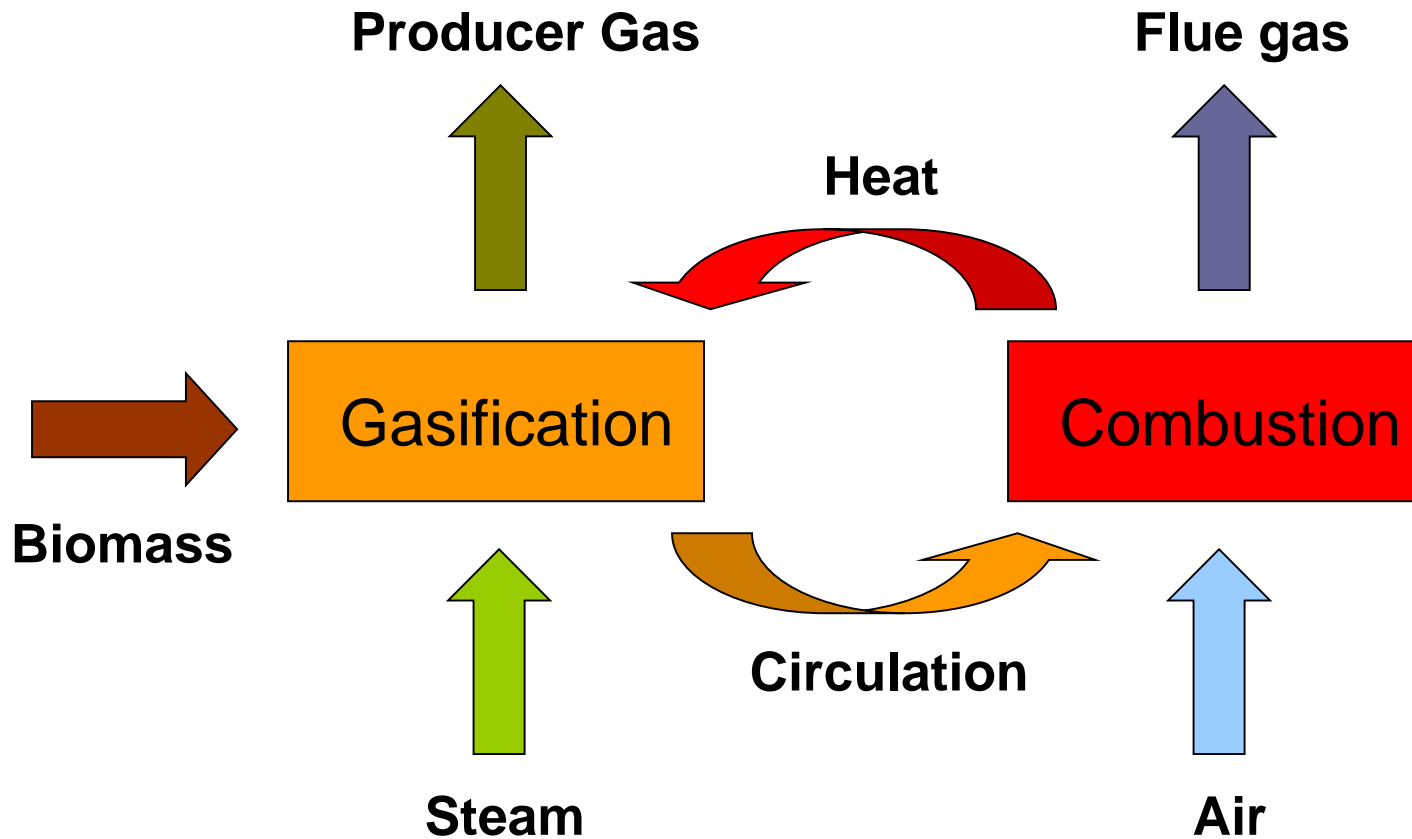 Producer Gas
Flue gas
Heat
Gasification
Combustion
Biomass
Circulation
Steam
Air